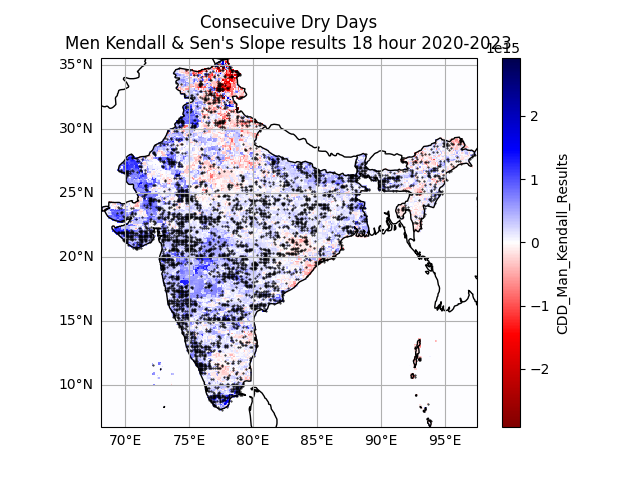 Consecuive Dry Days
Men Kendall & Sen's Slope results 18 hour 2020-2023
1e15
35°N
30°N
25°N
20°N
15°N
10°N
70°E 75°E 80°E 85°E 90°E 95°E
2
1
0
−1
−2
CDD_Man_Kendall_Results